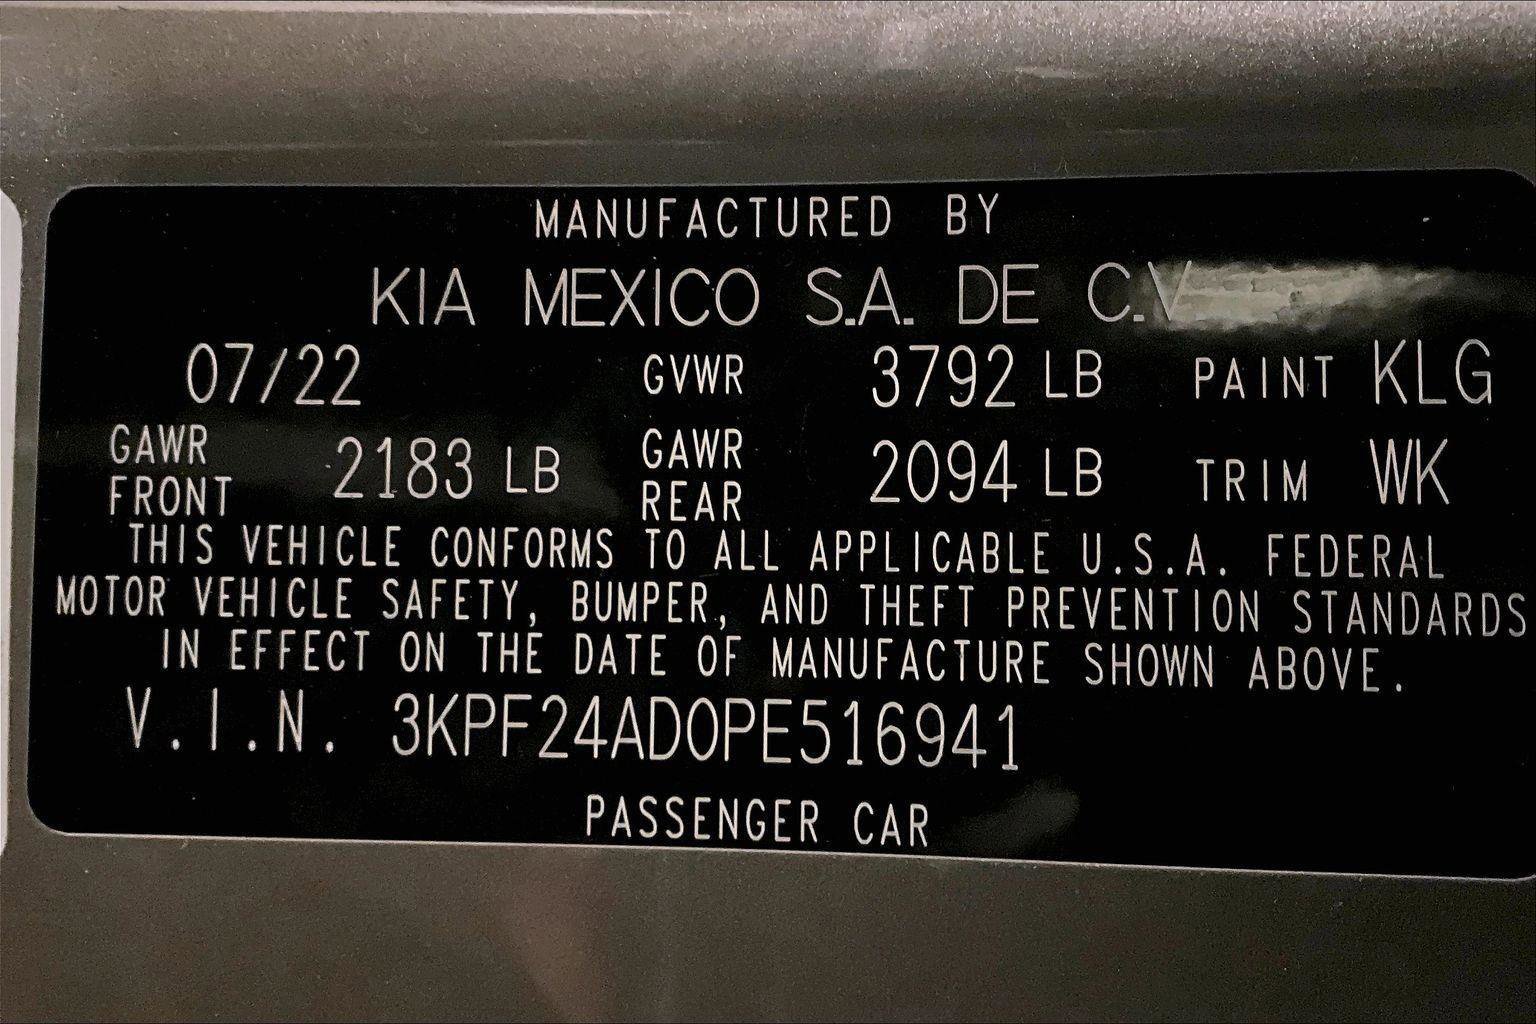 MANUFACTURED BY
KIA MEXICO S.A. DE C.V.
07/22 GVWR 3792 LB PAINT KLG
GAWR FRONT 2183 LB GAWR REAR 2094 LB TRIM WK
THIS VEHICLE CONFORMS TO ALL APPLICABLE U.S.A. FEDERAL
MOTOR VEHICLE SAFETY, BUMPER, AND THEFT PREVENTION STANDARDS
IN EFFECT ON THE DATE OF MANUFACTURE SHOWN ABOVE.
V.I.N. 3KPF24AD0PE516941
PASSENGER CAR